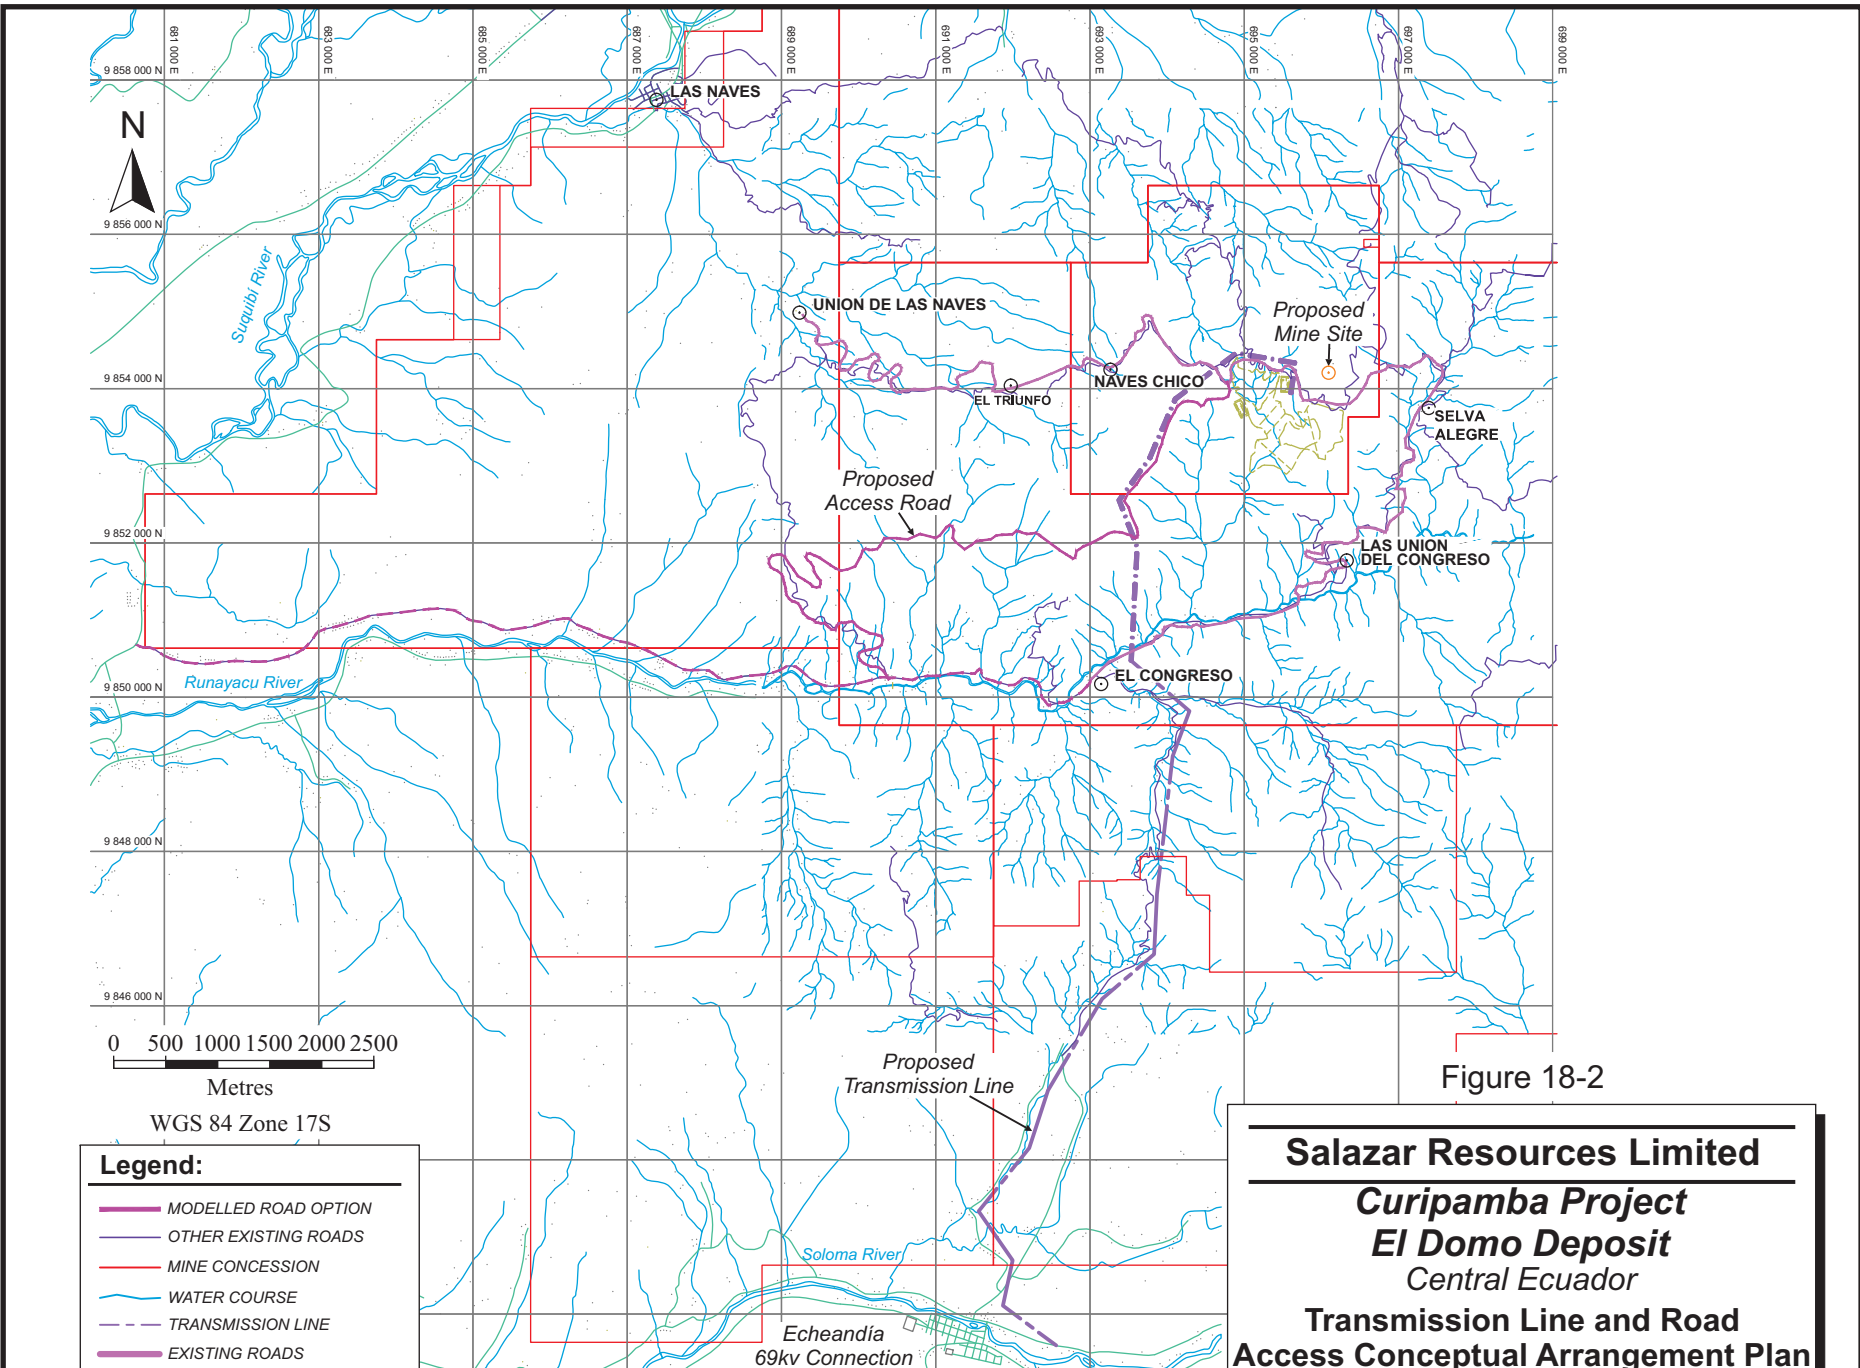 681 000 E
683 000 E
685 000 E
687 000 E
689 000 E
691 000 E
693 000 E
695 000 E
697 000 E
699 000 E
9 858 000 N
LAS NAVES
N
9 856 000 N
Suquibi River
UNION DE LAS NAVES
Proposed
Mine Site
9 854 000 N
NAVES CHICO
EL TRIUNFO
SELVA
ALEGRE
Proposed
Access Road
9 852 000 N
LAS UNION
DEL CONGRESO
Runayacu River
9 850 000 N
EL CONGRESO
9 848 000 N
9 846 000 N
0 500 1000 1500 2000 2500
Metres
WGS 84 Zone 17S
Proposed
Transmission Line
Figure 18-2
Legend:
MODELLED ROAD OPTION
OTHER EXISTING ROADS
MINE CONCESSION
WATER COURSE
TRANSMISSION LINE
EXISTING ROADS
Soloma River
Echeandía
69kv Connection
Salazar Resources Limited
Curipamba Project
El Domo Deposit
Central Ecuador
Transmission Line and Road
Access Conceptual Arrangement Plan